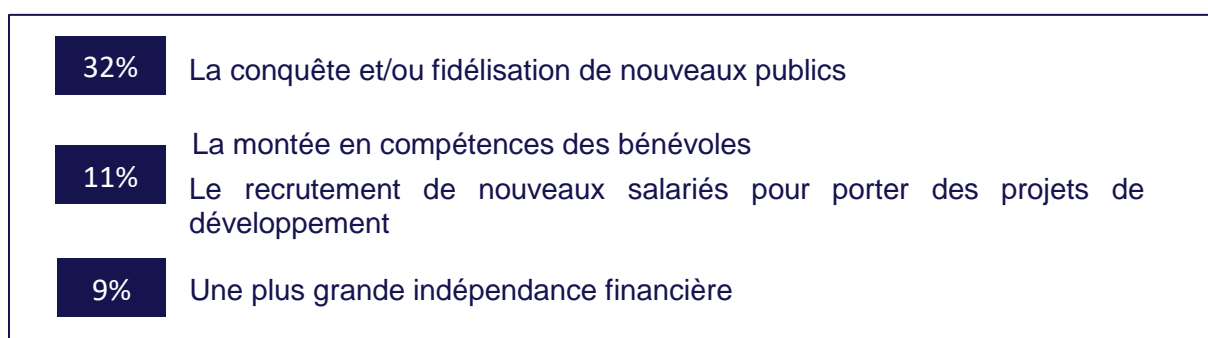 32% La conquête et/ou fidélisation de nouveaux publics
La montée en compétences des bénévoles
11% Le recrutement de nouveaux salariés pour porter des projets de
développement
9% Une plus grande indépendance financière